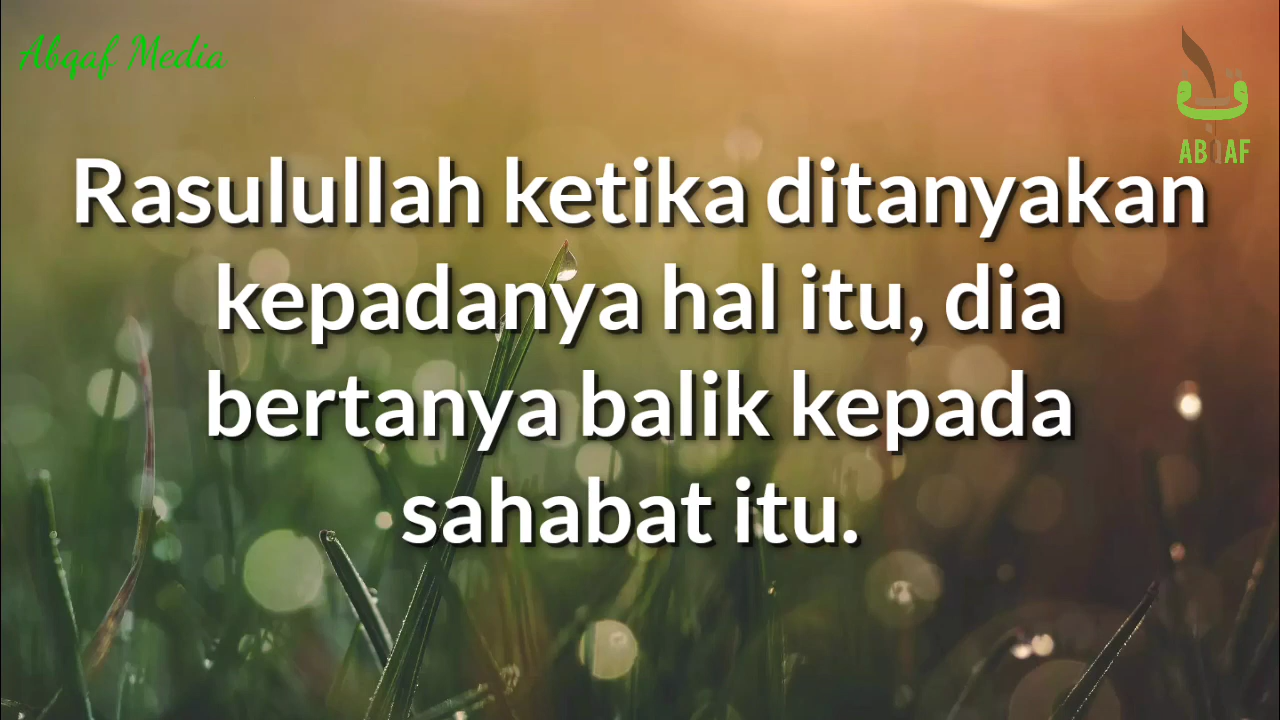 Abqaf Media
ABQAF
Rasulullah ketika ditanyakan
kepadanya hal itu, dia
bertanya balik kepada
sahabat itu.